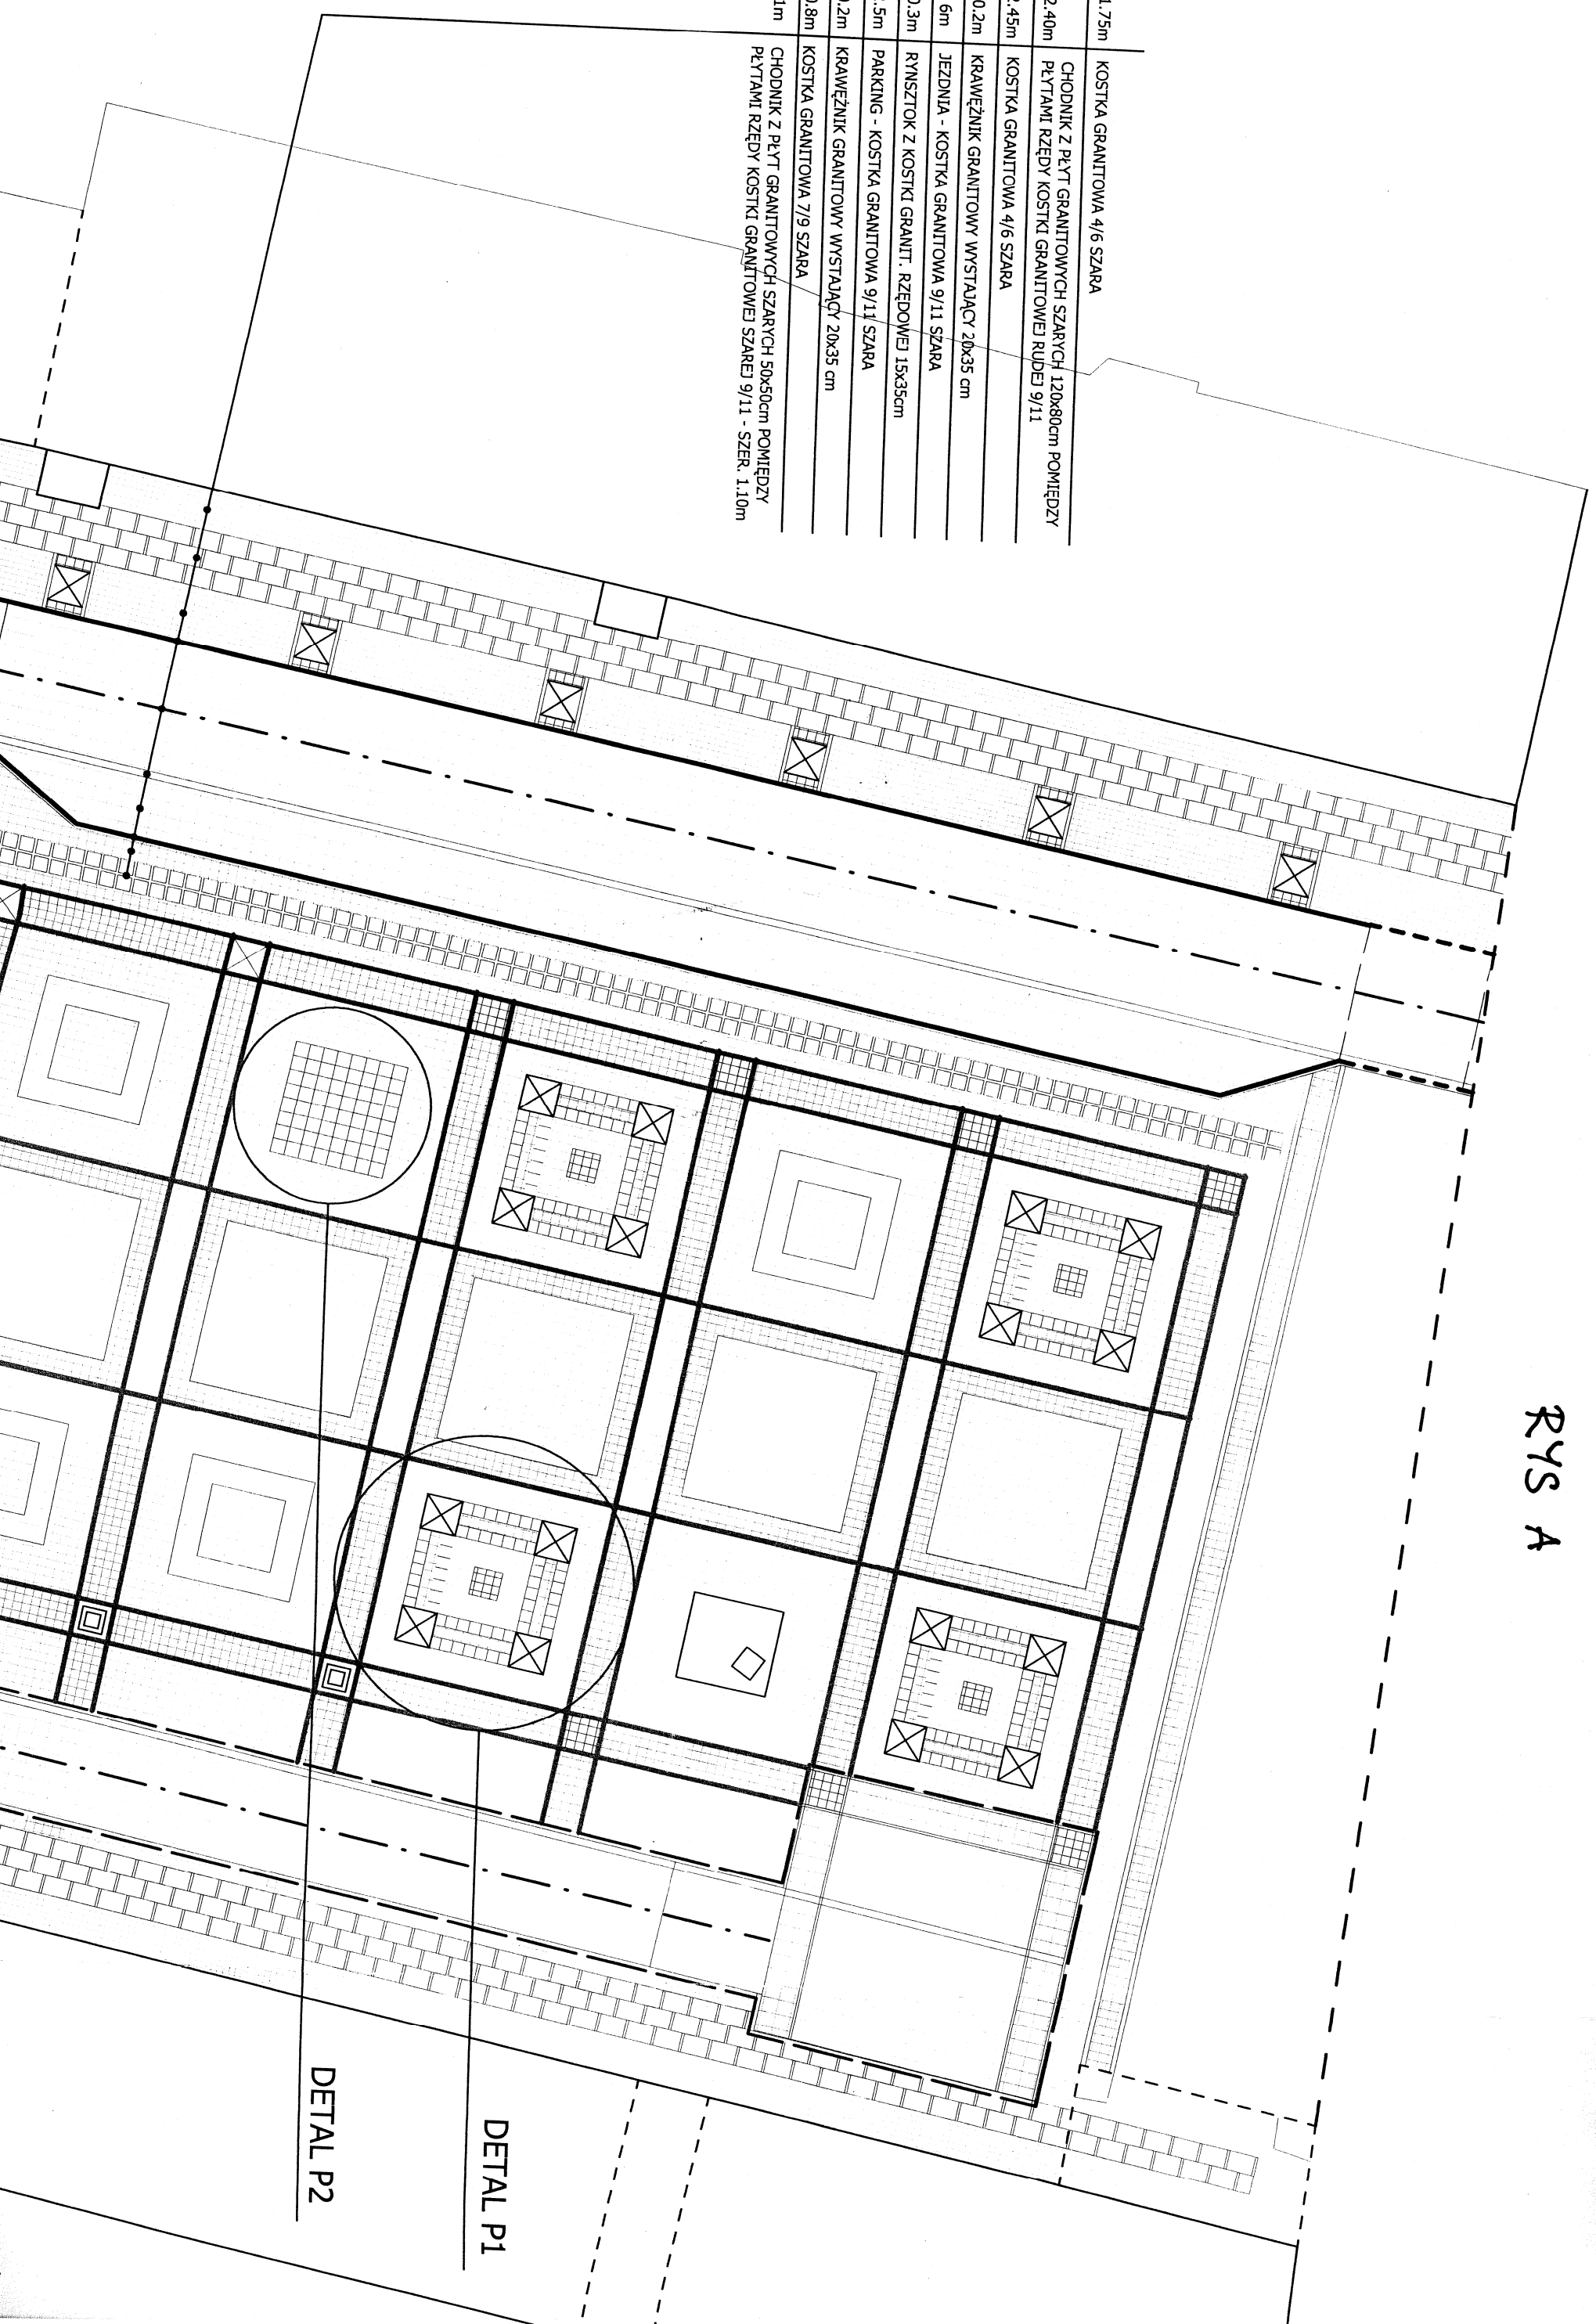 1.75m KOSTKA GRANITOWA 4/6 SZARA
2.40m CHODNIK Z PŁYT GRANITOWYCH SZARYCH 120x80cm POMIĘDZY
PŁYTAMI RZĘDY KOSTKI GRANITOWEJ RUDEJ 9/11
.45m KOSTKA GRANITOWA 4/6 SZARA
0.2m KRAWĘŻNIK GRANITOWY WYSTAJĄCY 20x35 cm
6m JEZDNIA - KOSTKA GRANITOWA 9/11 SZARA
0.3m RYNSZTOK Z KOSTKI GRANIT. RZĘDOWEJ 15x35cm
.5m PARKING - KOSTKA GRANITOWA 9/11 SZARA
.2m KRAWĘŻNIK GRANITOWY WYSTAJĄCY 20x35 cm
0.8m KOSTKA GRANITOWA 7/9 SZARA
1m CHODNIK Z PŁYT GRANITOWYCH SZARYCH 50x50cm POMIĘDZY
PŁYTAMI RZĘDY KOSTKI GRANITOWEJ SZAREJ 9/11 - SZER. 1.10m
RYS A
DETAL P1
DETAL P2